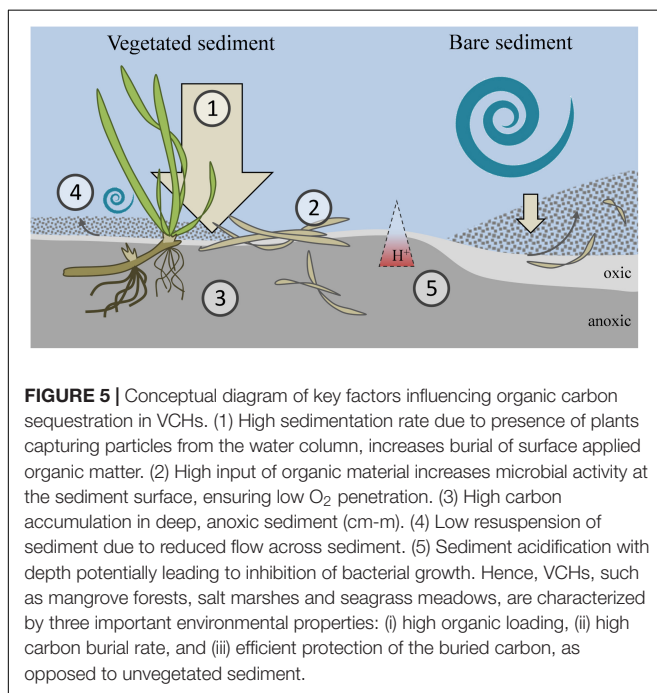 Vegetated sediment
Bare sediment
1
4
2
H⁺
3
5
oxic
anoxic
FIGURE 5 | Conceptual diagram of key factors influencing organic carbon
sequestration in VCHs. (1) High sedimentation rate due to presence of plants
capturing particles from the water column, increases burial of surface applied
organic matter. (2) High input of organic material increases microbial activity at
the sediment surface, ensuring low O₂ penetration. (3) High carbon
accumulation in deep, anoxic sediment (cm-m). (4) Low resuspension of
sediment due to reduced flow across sediment. (5) Sediment acidification with
depth potentially leading to inhibition of bacterial growth. Hence, VCHs, such
as mangrove forests, salt marshes and seagrass meadows, are characterized
by three important environmental properties: (i) high organic loading, (ii) high
carbon burial rate, and (iii) efficient protection of the buried carbon, as
opposed to unvegetated sediment.